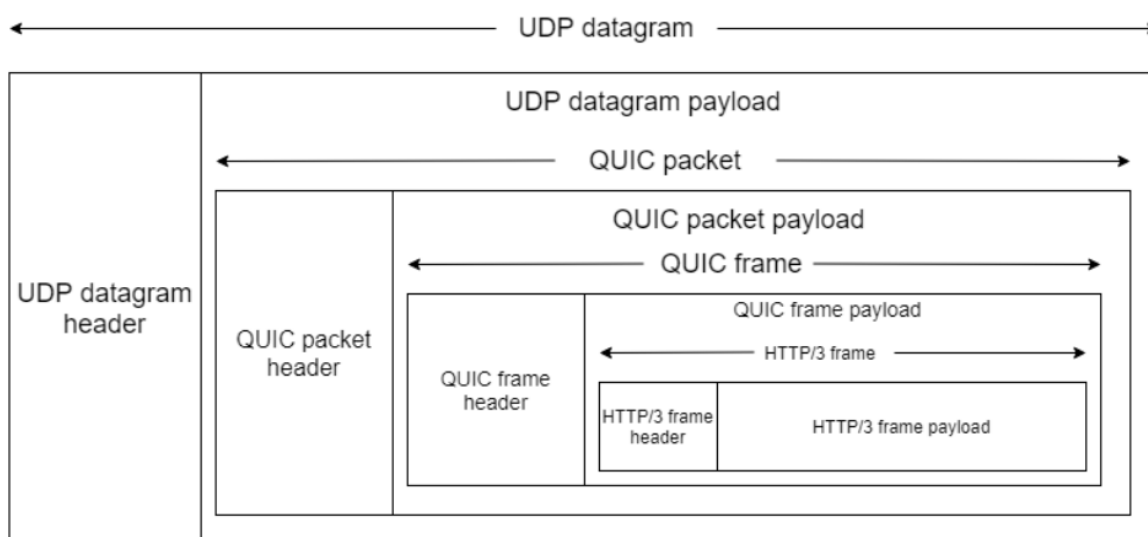 UDP datagram
UDP datagram payload
QUIC packet
QUIC packet payload
QUIC frame
UDP datagram
header
QUIC packet
header
QUIC frame payload
HTTP/3 frame
QUIC frame
header
HTTP/3 frame
header
HTTP/3 frame payload